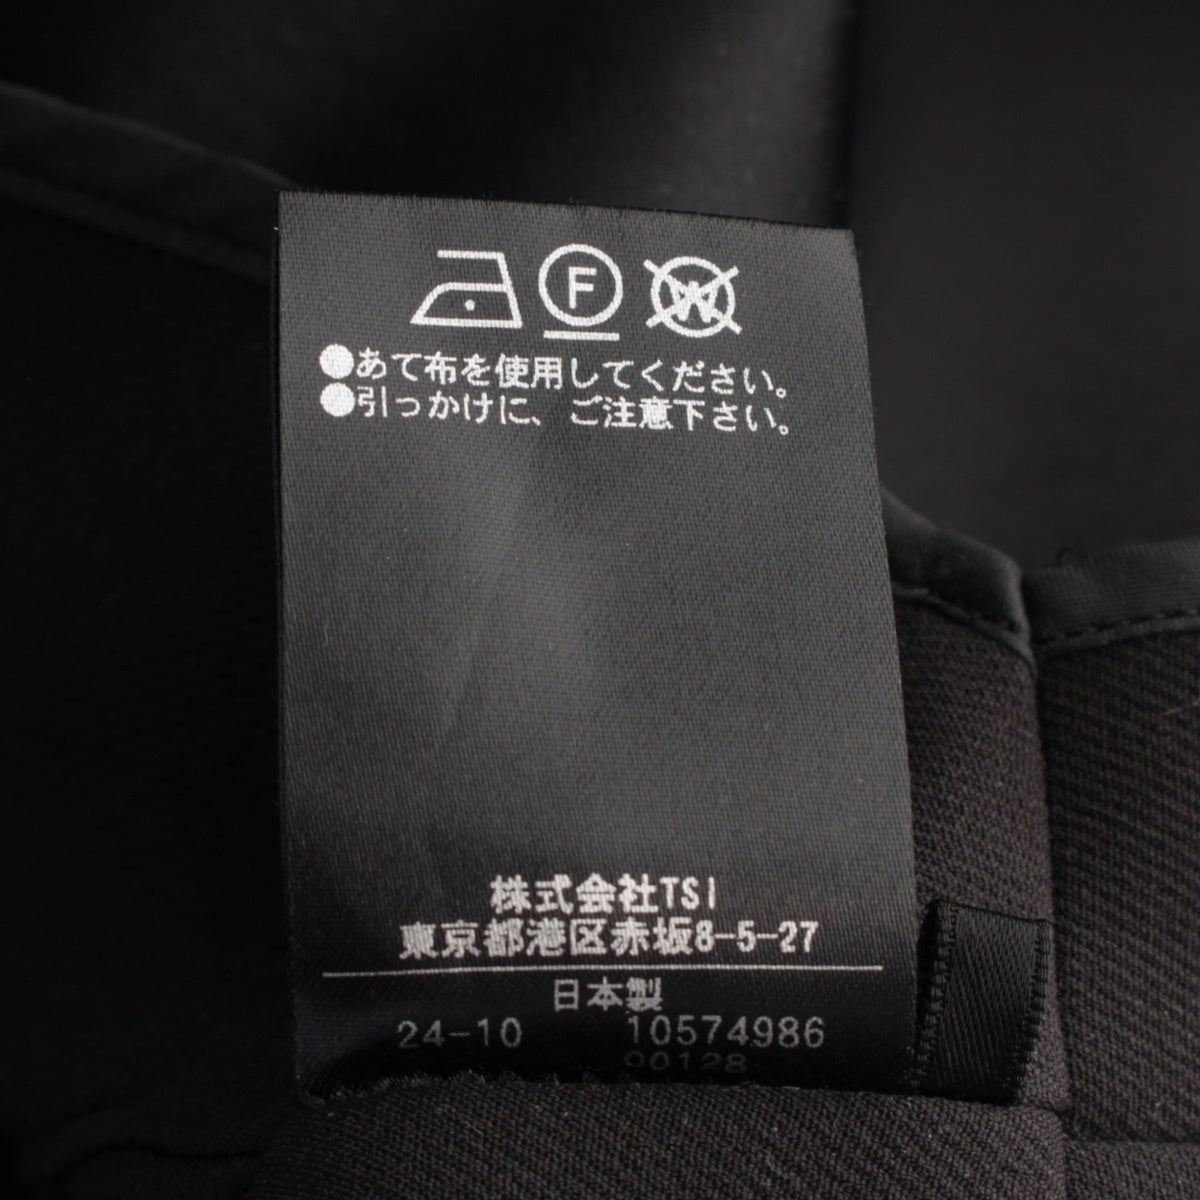 F W
●あて布を使用してください。
●引っかけに、ご注意下さい。
株式会社TSI
東京都港区赤坂8-5-27
日本製
24-10 10574986
90128